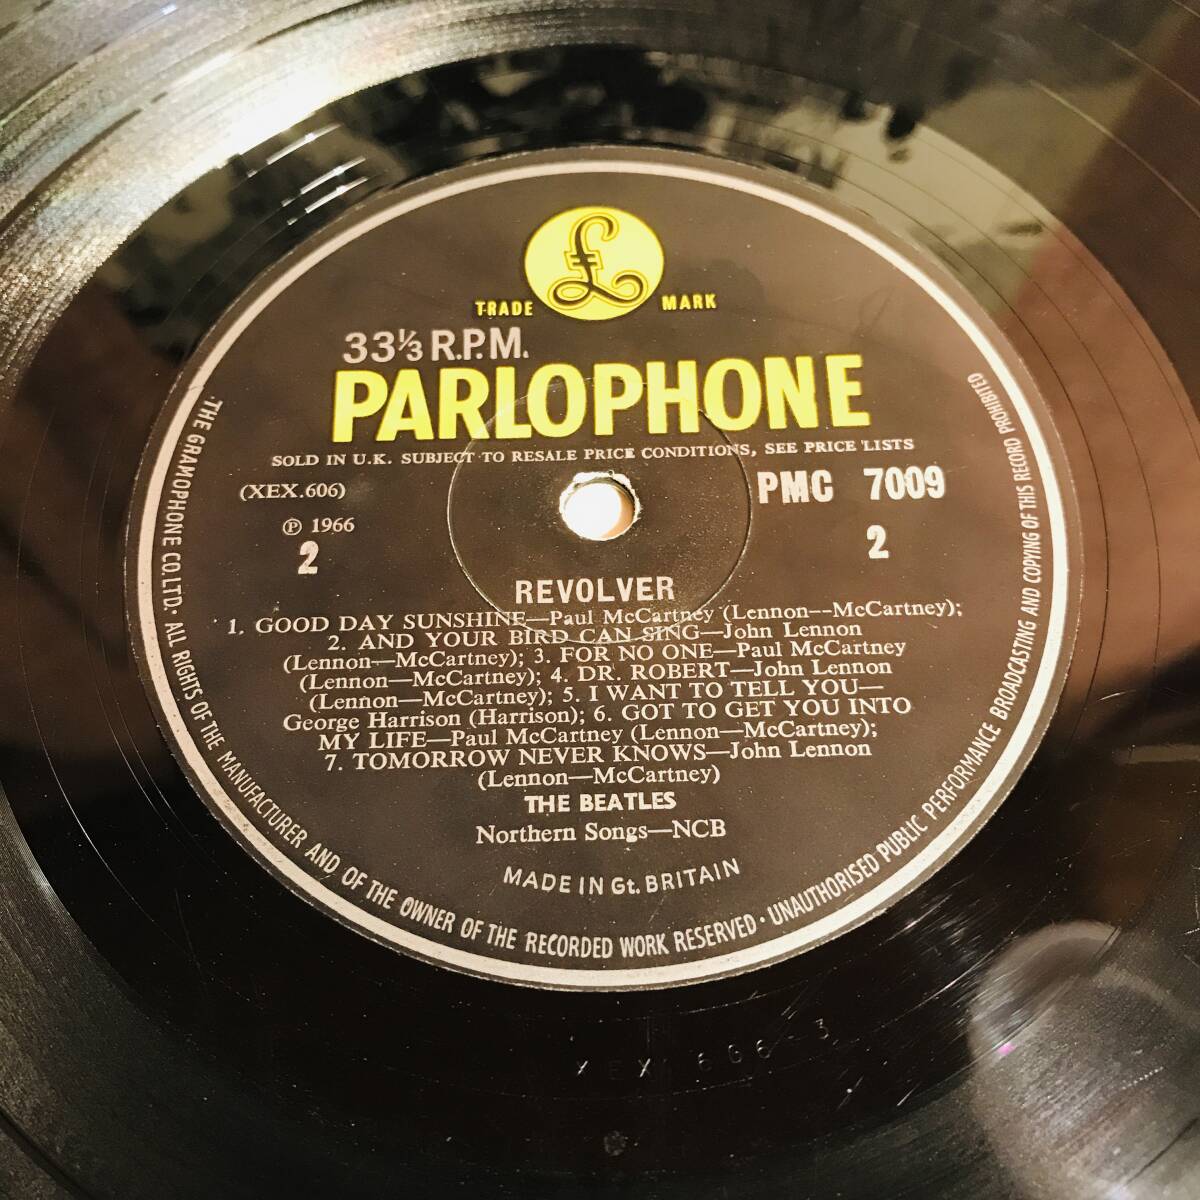 £
TRADE MARK
33⅓ R.P.M.
PARLOPHONE
SOLD IN U.K. SUBJECT TO RESALE PRICE CONDITIONS, SEE PRICE LISTS
(XEX.606)
PMC 7009
℗ 1966
2
2
REVOLVER
1. GOOD DAY SUNSHINE—Paul McCartney (Lennon—McCartney);
2. AND YOUR BIRD CAN SING—John Lennon
(Lennon—McCartney); 3. FOR NO ONE—Paul McCartney
(Lennon—McCartney); 4. DR. ROBERT—John Lennon
(Lennon—McCartney); 5. I WANT TO TELL YOU—
George Harrison (Harrison); 6. GOT TO GET YOU INTO
MY LIFE—Paul McCartney (Lennon—McCartney);
7. TOMORROW NEVER KNOWS—John Lennon
(Lennon—McCartney)
THE BEATLES
Northern Songs—NCB
MADE IN Gt. BRITAIN
THE GRAMOPHONE CO. LTD. · ALL RIGHTS OF THE MANUFACTURER AND OF THE OWNER OF THE RECORDED WORK RESERVED · UNAUTHORISED PUBLIC PERFORMANCE BROADCASTING AND COPYING OF THIS RECORD PROHIBITED
XEX 606-3